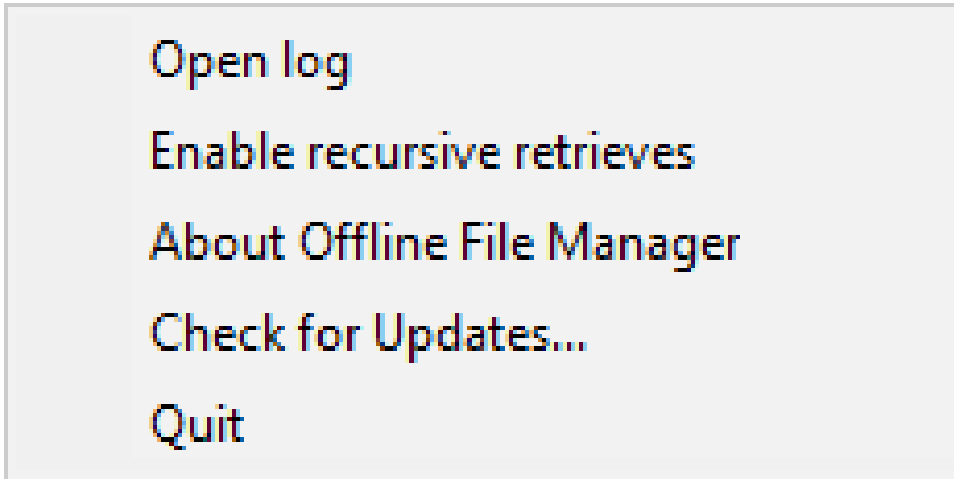 Open log
Enable recursive retrieves
About Offline File Manager
Check for Updates...
Quit